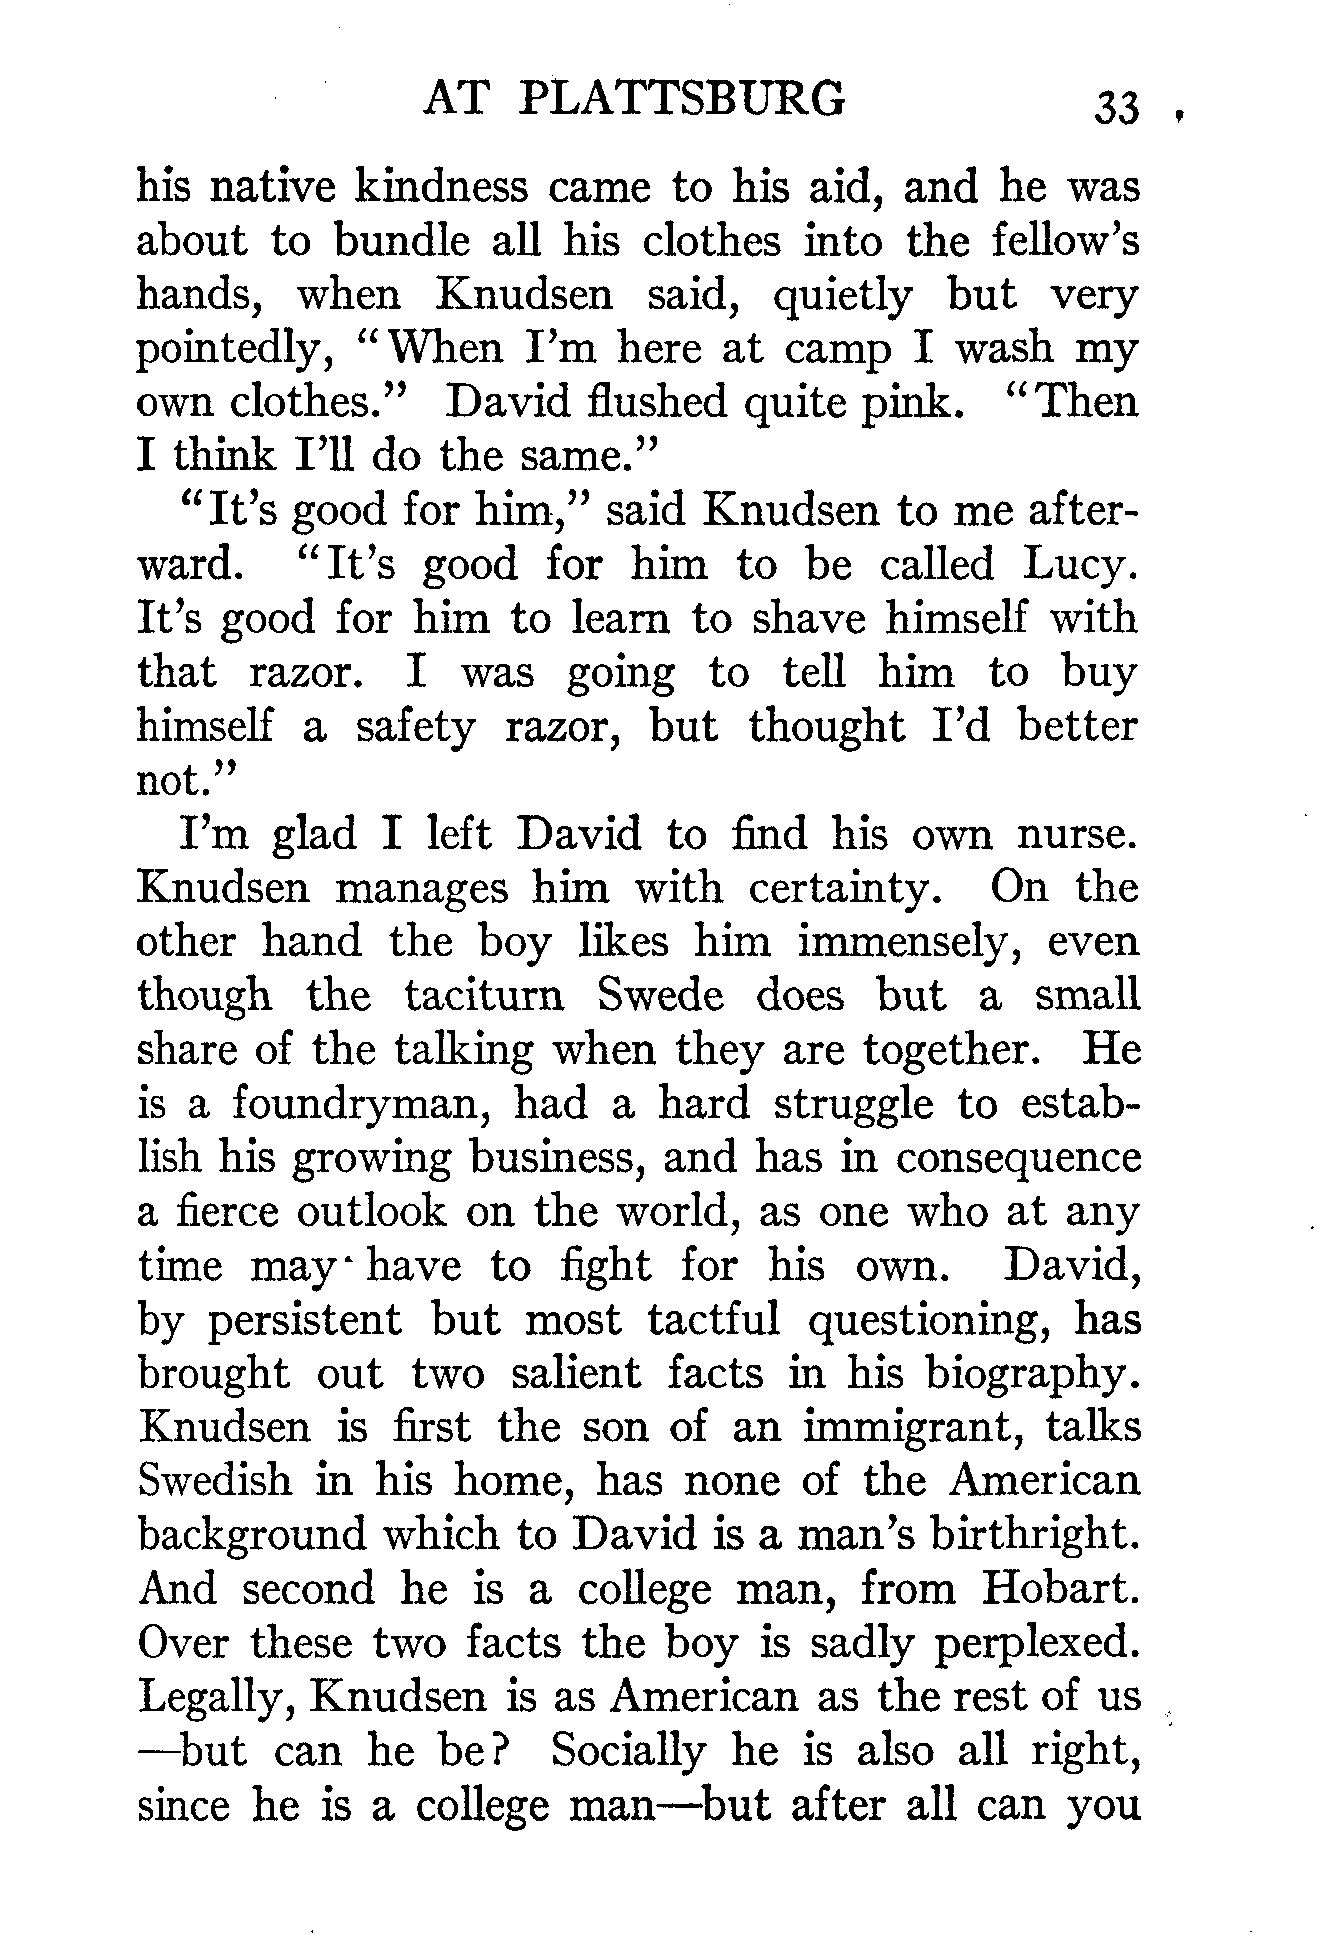 AT PLATTSBURG 33
his native kindness came to his aid, and he was
about to bundle all his clothes into the fellow's
hands, when Knudsen said, quietly but very
pointedly, "When I'm here at camp I wash my
own clothes." David flushed quite pink. "Then
I think I'll do the same."
"It's good for him," said Knudsen to me after-
ward. "It's good for him to be called Lucy.
It's good for him to learn to shave himself with
that razor. I was going to tell him to buy
himself a safety razor, but thought I'd better
not."
I'm glad I left David to find his own nurse.
Knudsen manages him with certainty. On the
other hand the boy likes him immensely, even
though the taciturn Swede does but a small
share of the talking when they are together. He
is a foundryman, had a hard struggle to estab-
lish his growing business, and has in consequence
a fierce outlook on the world, as one who at any
time may have to fight for his own. David,
by persistent but most tactful questioning, has
brought out two salient facts in his biography.
Knudsen is first the son of an immigrant, talks
Swedish in his home, has none of the American
background which to David is a man's birthright.
And second he is a college man, from Hobart.
Over these two facts the boy is sadly perplexed.
Legally, Knudsen is as American as the rest of us
—but can he be? Socially he is also all right,
since he is a college man—but after all can you